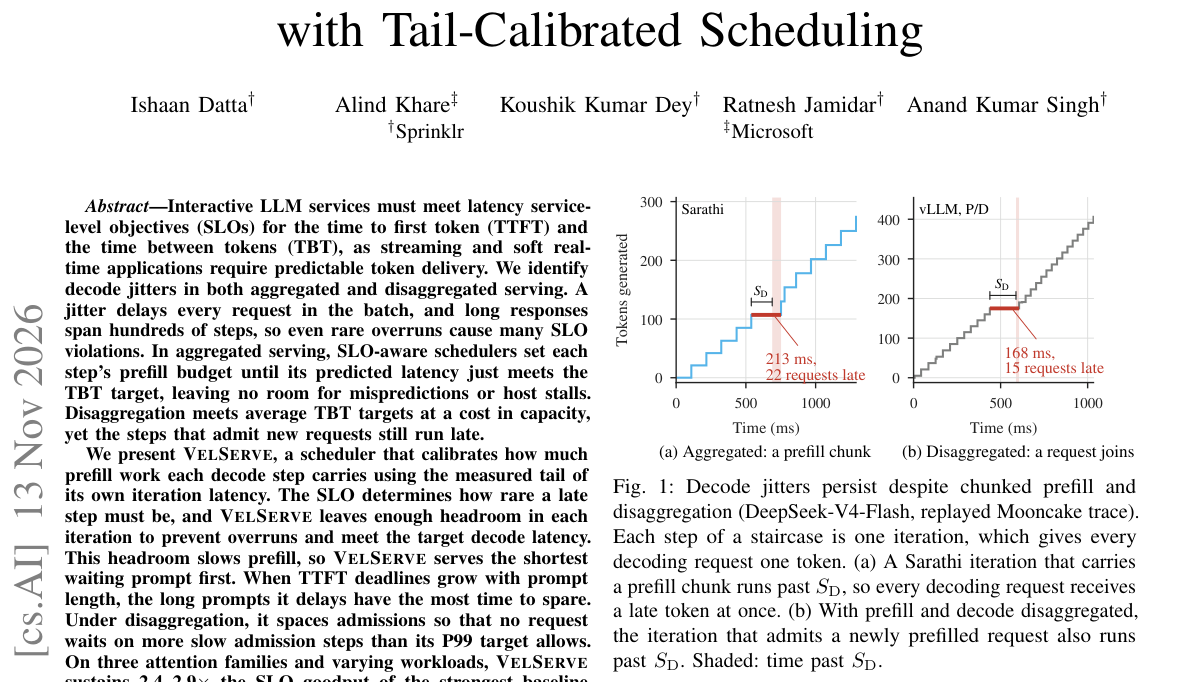 with Tail-Calibrated Scheduling
Ishaan Datta† Alind Khare‡ Koushik Kumar Dey† Ratnesh Jamidar† Anand Kumar Singh†
†Sprinklr ‡Microsoft
[cs.AI] 13 Nov 2026
Abstract—Interactive LLM services must meet latency service-
level objectives (SLOs) for the time to first token (TTFT) and
the time between tokens (TBT), as streaming and soft real-
time applications require predictable token delivery. We identify
decode jitters in both aggregated and disaggregated serving. A
jitter delays every request in the batch, and long responses
span hundreds of steps, so even rare overruns cause many SLO
violations. In aggregated serving, SLO-aware schedulers set each
step's prefill budget until its predicted latency just meets the
TBT target, leaving no room for mispredictions or host stalls.
Disaggregation meets average TBT targets at a cost in capacity,
yet the steps that admit new requests still run late.
We present VELSERVE, a scheduler that calibrates how much
prefill work each decode step carries using the measured tail of
its own iteration latency. The SLO determines how rare a late
step must be, and VELSERVE leaves enough headroom in each
iteration to prevent overruns and meet the target decode latency.
This headroom slows prefill, so VELSERVE serves the shortest
waiting prompt first. When TTFT deadlines grow with prompt
length, the long prompts it delays have the most time to spare.
Under disaggregation, it spaces admissions so that no request
waits on more slow admission steps than its P99 target allows.
On three attention families and varying workloads, VELSERVE
sustains 2.4–2.9× the SLO goodput of the strongest baseline
Tokens generated
300
200
100
0
Sarathi
S_D
213 ms,
22 requests late
0 500 1000
Time (ms)
(a) Aggregated: a prefill chunk
400
300
200
100
0
vLLM, P/D
S_D
168 ms,
15 requests late
0 500 1000
Time (ms)
(b) Disaggregated: a request joins
Fig. 1: Decode jitters persist despite chunked prefill and
disaggregation (DeepSeek-V4-Flash, replayed Mooncake trace).
Each step of a staircase is one iteration, which gives every
decoding request one token. (a) A Sarathi iteration that carries
a prefill chunk runs past S_D, so every decoding request receives
a late token at once. (b) With prefill and decode disaggregated,
the iteration that admits a newly prefilled request also runs
past S_D. Shaded: time past S_D.